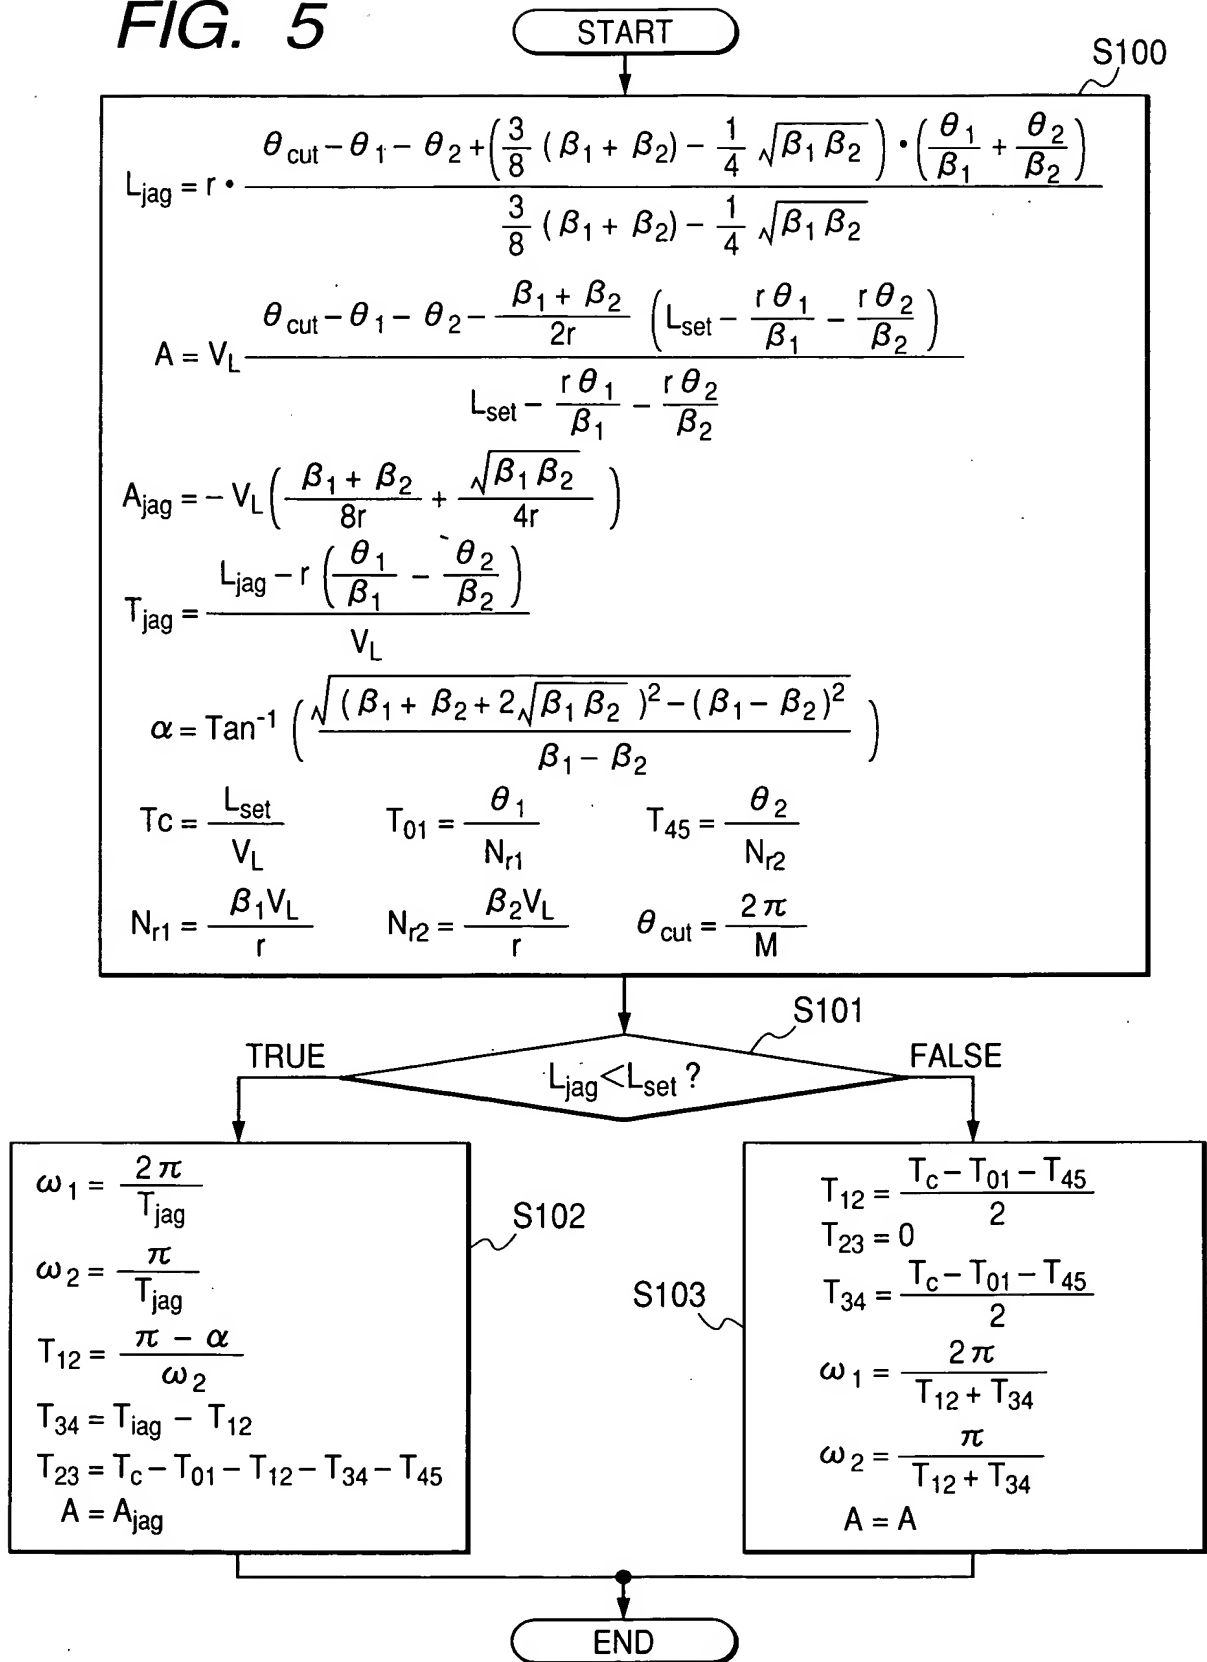 FIG. 5
START
S100
L_jag = r • (θ_cut − θ_1 − θ_2 + (3/8 (β_1 + β_2) − 1/4 √(β_1 β_2)) • (θ_1/β_1 + θ_2/β_2)) / (3/8 (β_1 + β_2) − 1/4 √(β_1 β_2))
A = V_L (θ_cut − θ_1 − θ_2 − (β_1 + β_2)/2r (L_set − rθ_1/β_1 − rθ_2/β_2)) / (L_set − rθ_1/β_1 − rθ_2/β_2)
A_jag = − V_L ((β_1 + β_2)/8r + √(β_1 β_2)/4r)
T_jag = (L_jag − r (θ_1/β_1 − θ_2/β_2)) / V_L
α = Tan⁻¹ (√((β_1 + β_2 + 2√(β_1 β_2))² − (β_1 − β_2)²) / (β_1 − β_2))
Tc = L_set/V_L T_01 = θ_1/N_r1 T_45 = θ_2/N_r2
N_r1 = β_1V_L/r N_r2 = β_2V_L/r θ_cut = 2π/M
S101
TRUE
L_jag < L_set ?
FALSE
ω_1 = 2π/T_jag
ω_2 = π/T_jag
T_12 = (π − α)/ω_2
T_34 = T_iag − T_12
T_23 = T_c − T_01 − T_12 − T_34 − T_45
A = A_jag
S102
S103
T_12 = (T_c − T_01 − T_45)/2
T_23 = 0
T_34 = (T_c − T_01 − T_45)/2
ω_1 = 2π/(T_12 + T_34)
ω_2 = π/(T_12 + T_34)
A = A
END